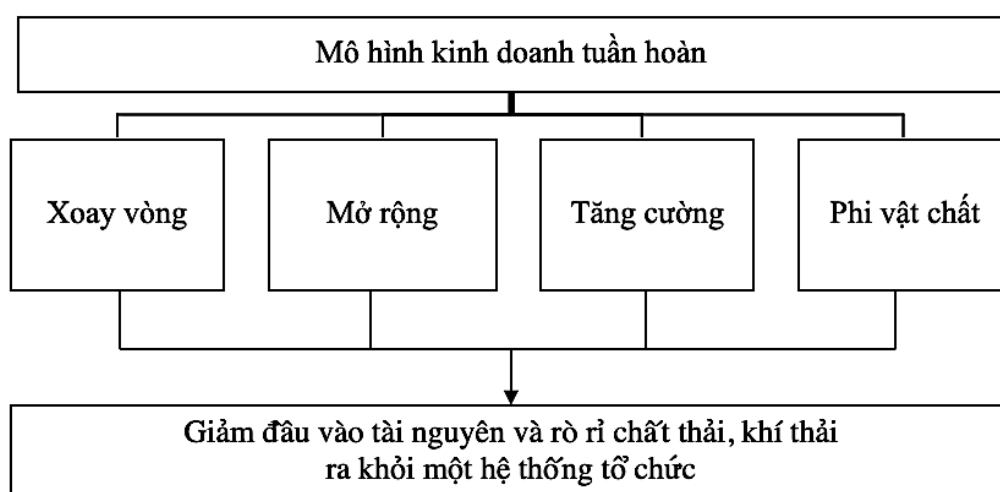 Mô hình kinh doanh tuần hoàn
Xoay vòng
Mở rộng
Tăng cường
Phi vật chất
Giảm đâu vào tài nguyên và rò rỉ chất thải, khí thải
ra khỏi một hệ thống tổ chức